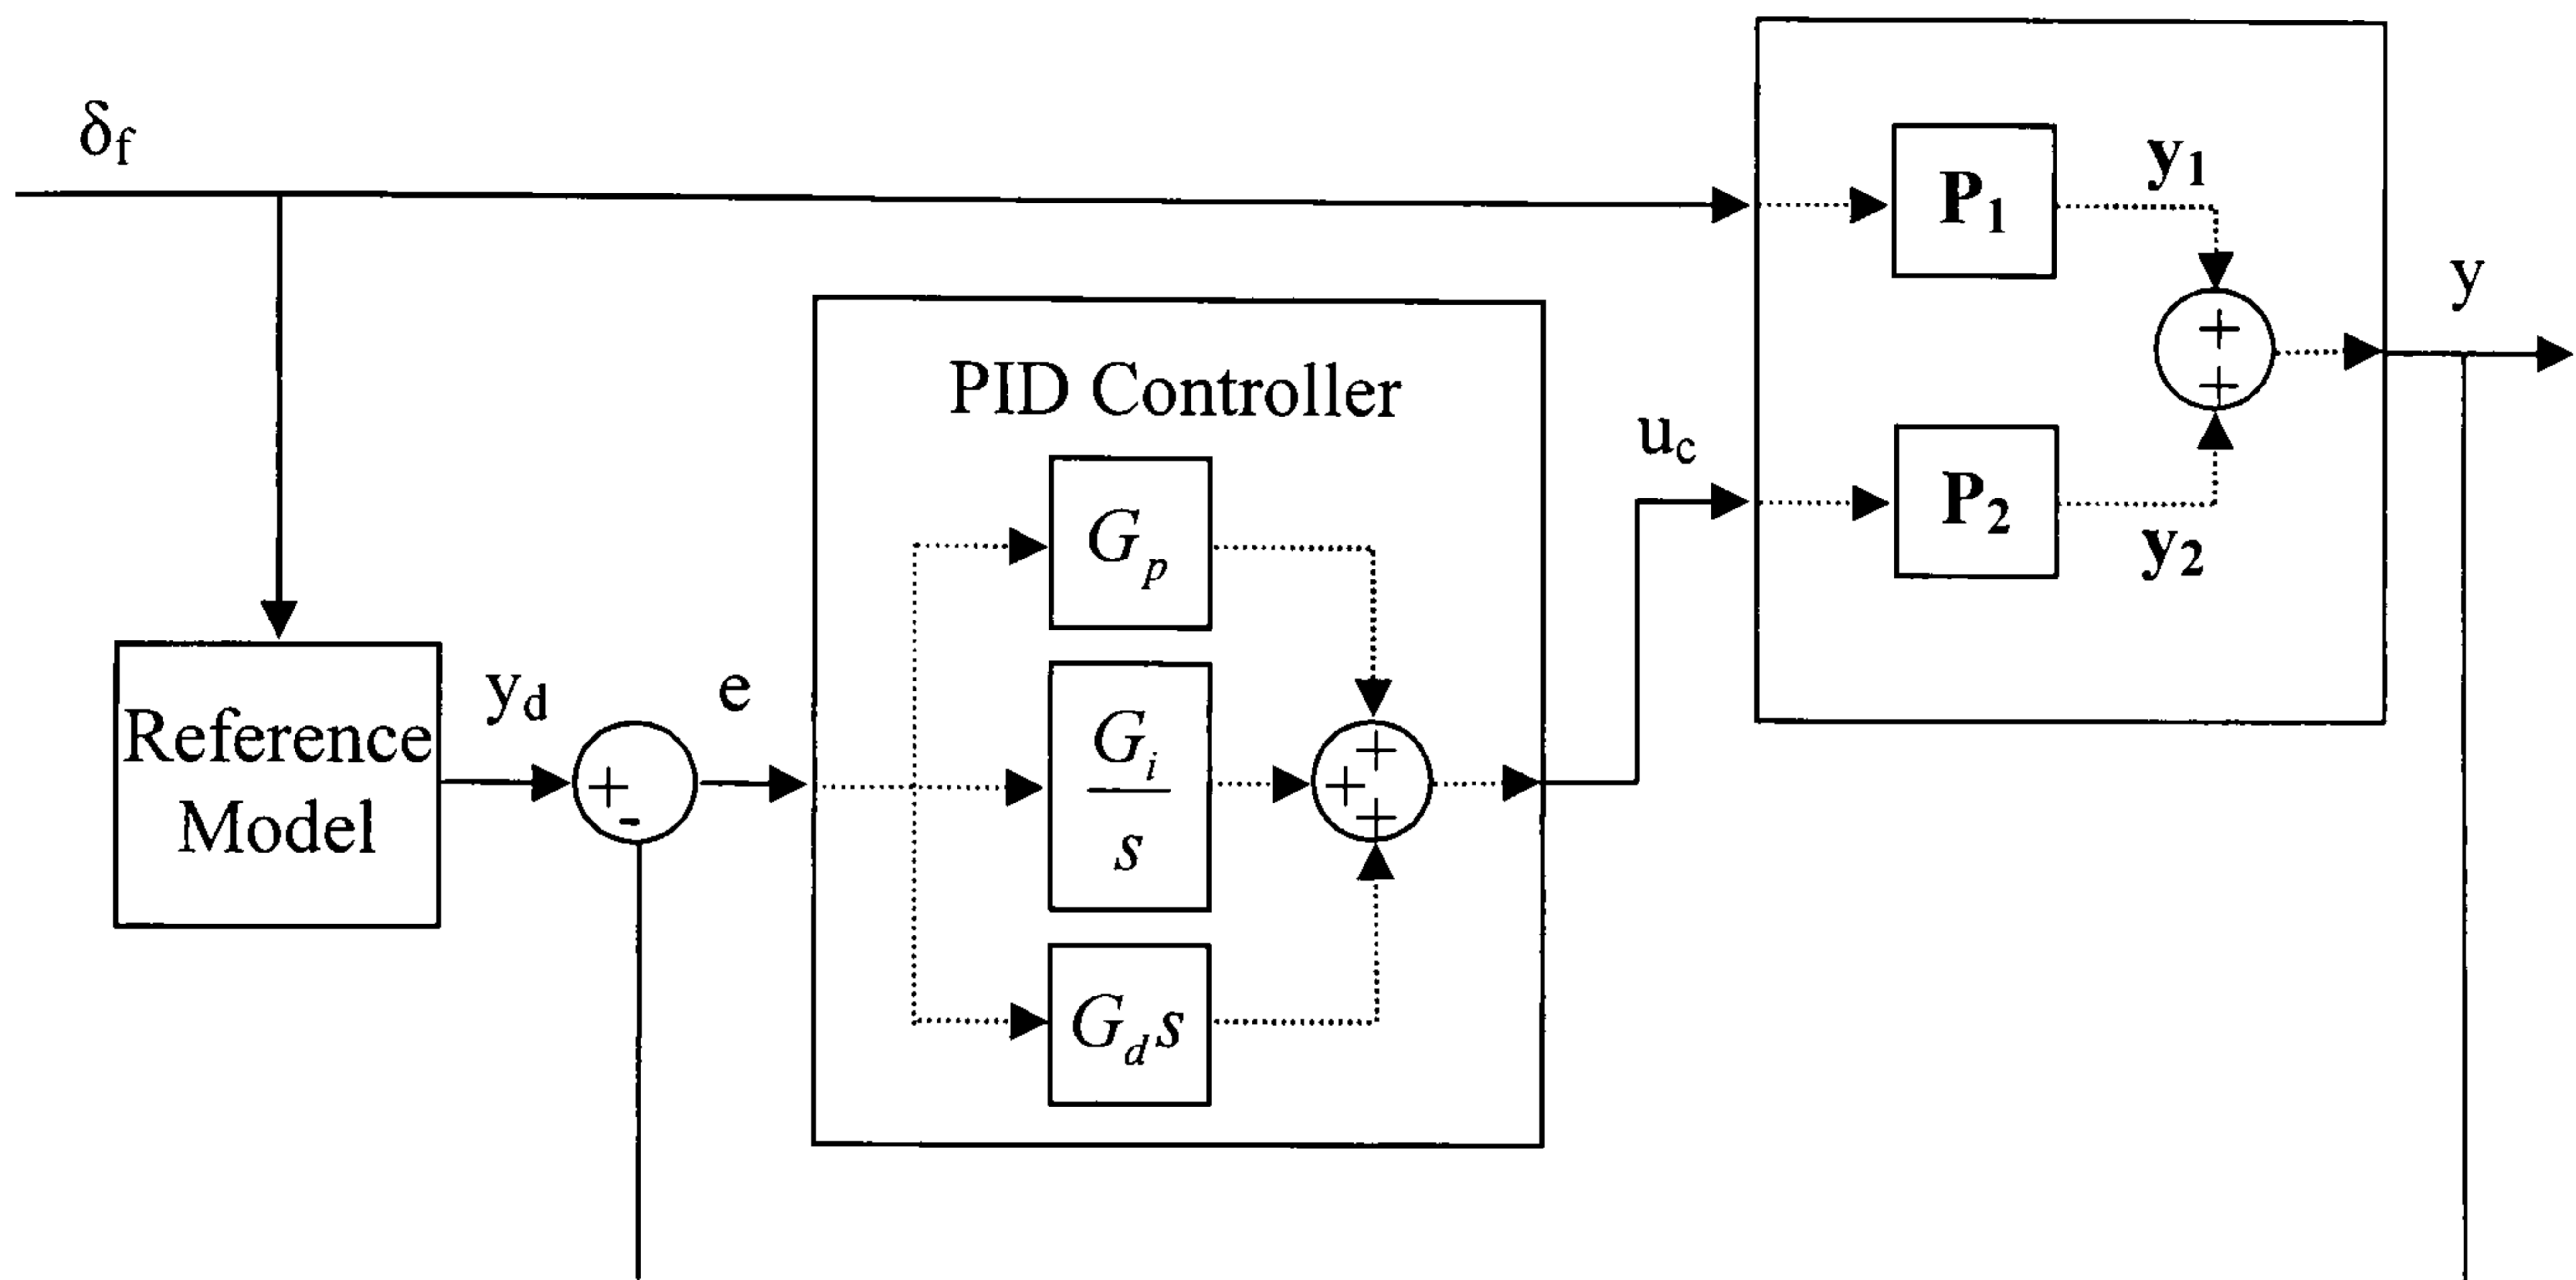 δf
P1
y1
y
PID Controller
uc
P2
y2
Gp
Reference
Model
yd
e
+
-
Gi
s
+
+
+
Gds
+
+